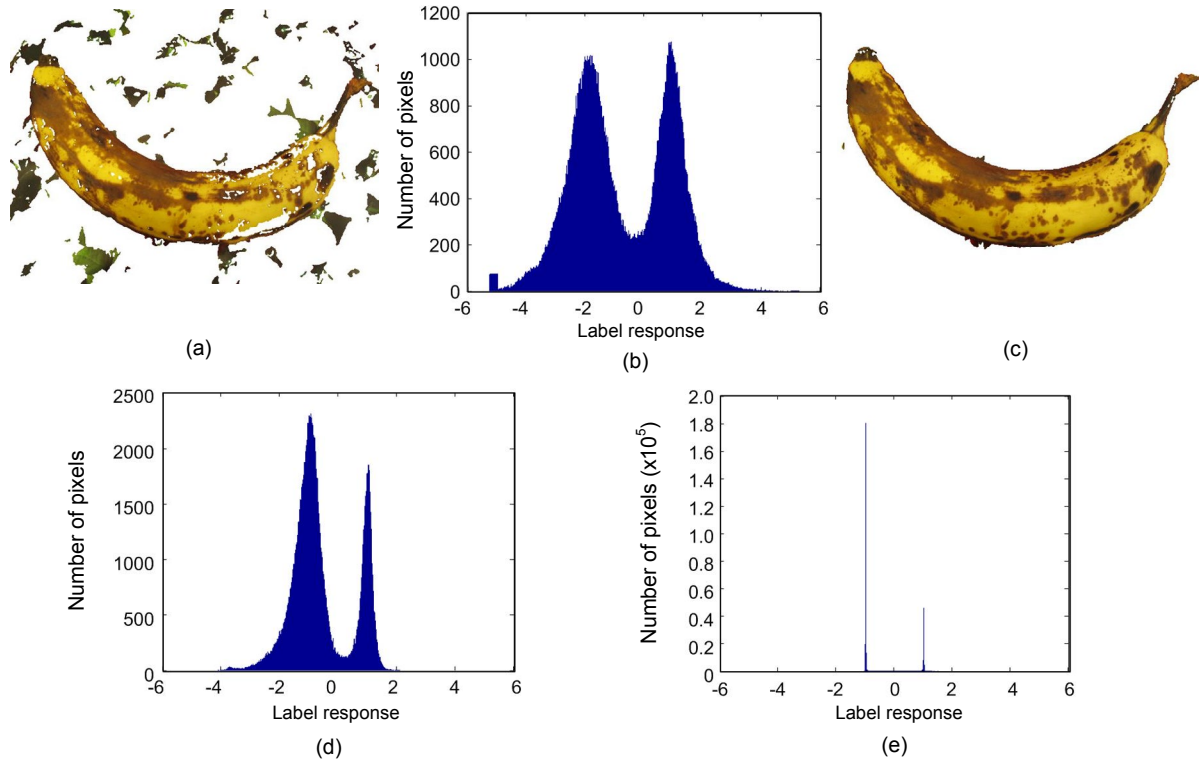 1200
1000
800
600
400
200
0
Number of pixels
-6 -4 -2 0 2 4 6
Label response
(a)
(b)
(c)
2500
2000
1500
1000
500
0
Number of pixels
-6 -4 -2 0 2 4 6
Label response
(d)
2.0
1.8
1.6
1.4
1.2
1.0
0.8
0.6
0.4
0.2
0
Number of pixels (x10⁵)
-6 -4 -2 0 2 4 6
Label response
(e)